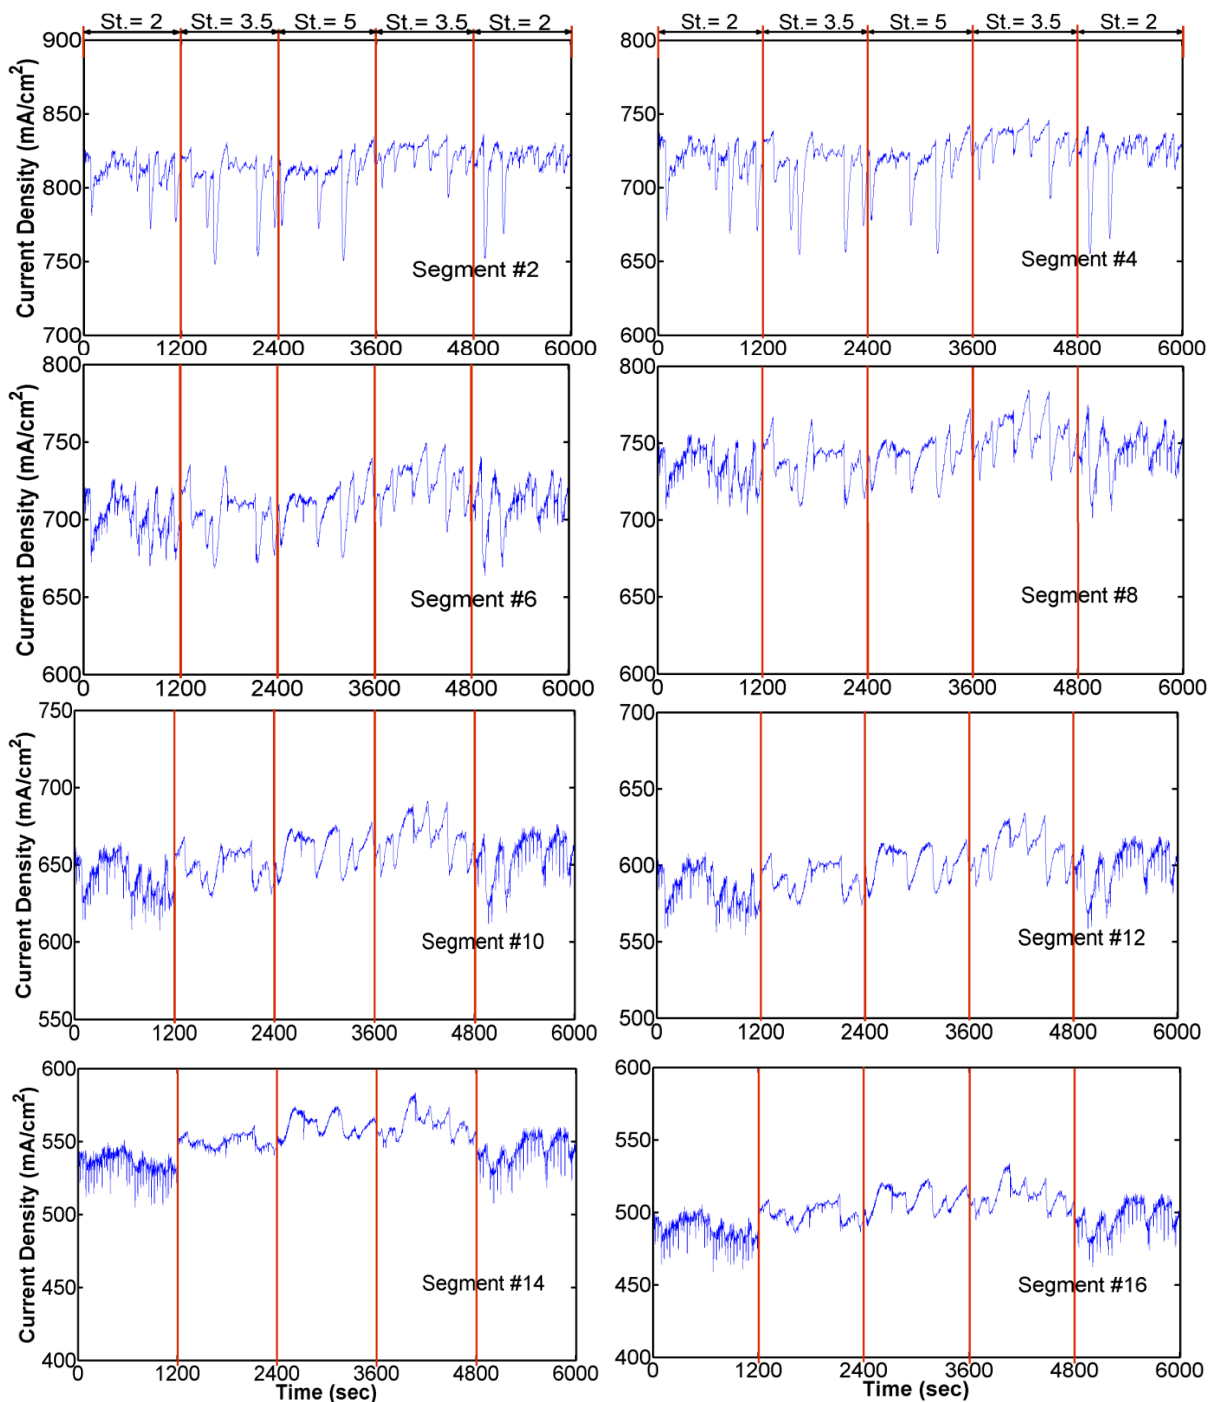 St.= 2 St.= 3.5 St.= 5 St.= 3.5 St.= 2
900
850
800
750
700
Current Density (mA/cm²)
Segment #2
0 1200 2400 3600 4800 6000
St.= 2 St.= 3.5 St.= 5 St.= 3.5 St.= 2
800
750
700
650
600
Segment #4
0 1200 2400 3600 4800 6000
800
750
700
650
600
Current Density (mA/cm²)
Segment #6
0 1200 2400 3600 4800 6000
800
750
700
650
600
Segment #8
0 1200 2400 3600 4800 6000
750
700
650
600
550
Current Density (mA/cm²)
Segment #10
0 1200 2400 3600 4800 6000
700
650
600
550
500
Segment #12
0 1200 2400 3600 4800 6000
600
550
500
450
400
Current Density (mA/cm²)
Segment #14
0 1200 2400 3600 4800 6000
Time (sec)
600
550
500
450
400
Segment #16
0 1200 2400 3600 4800 6000
Time (sec)